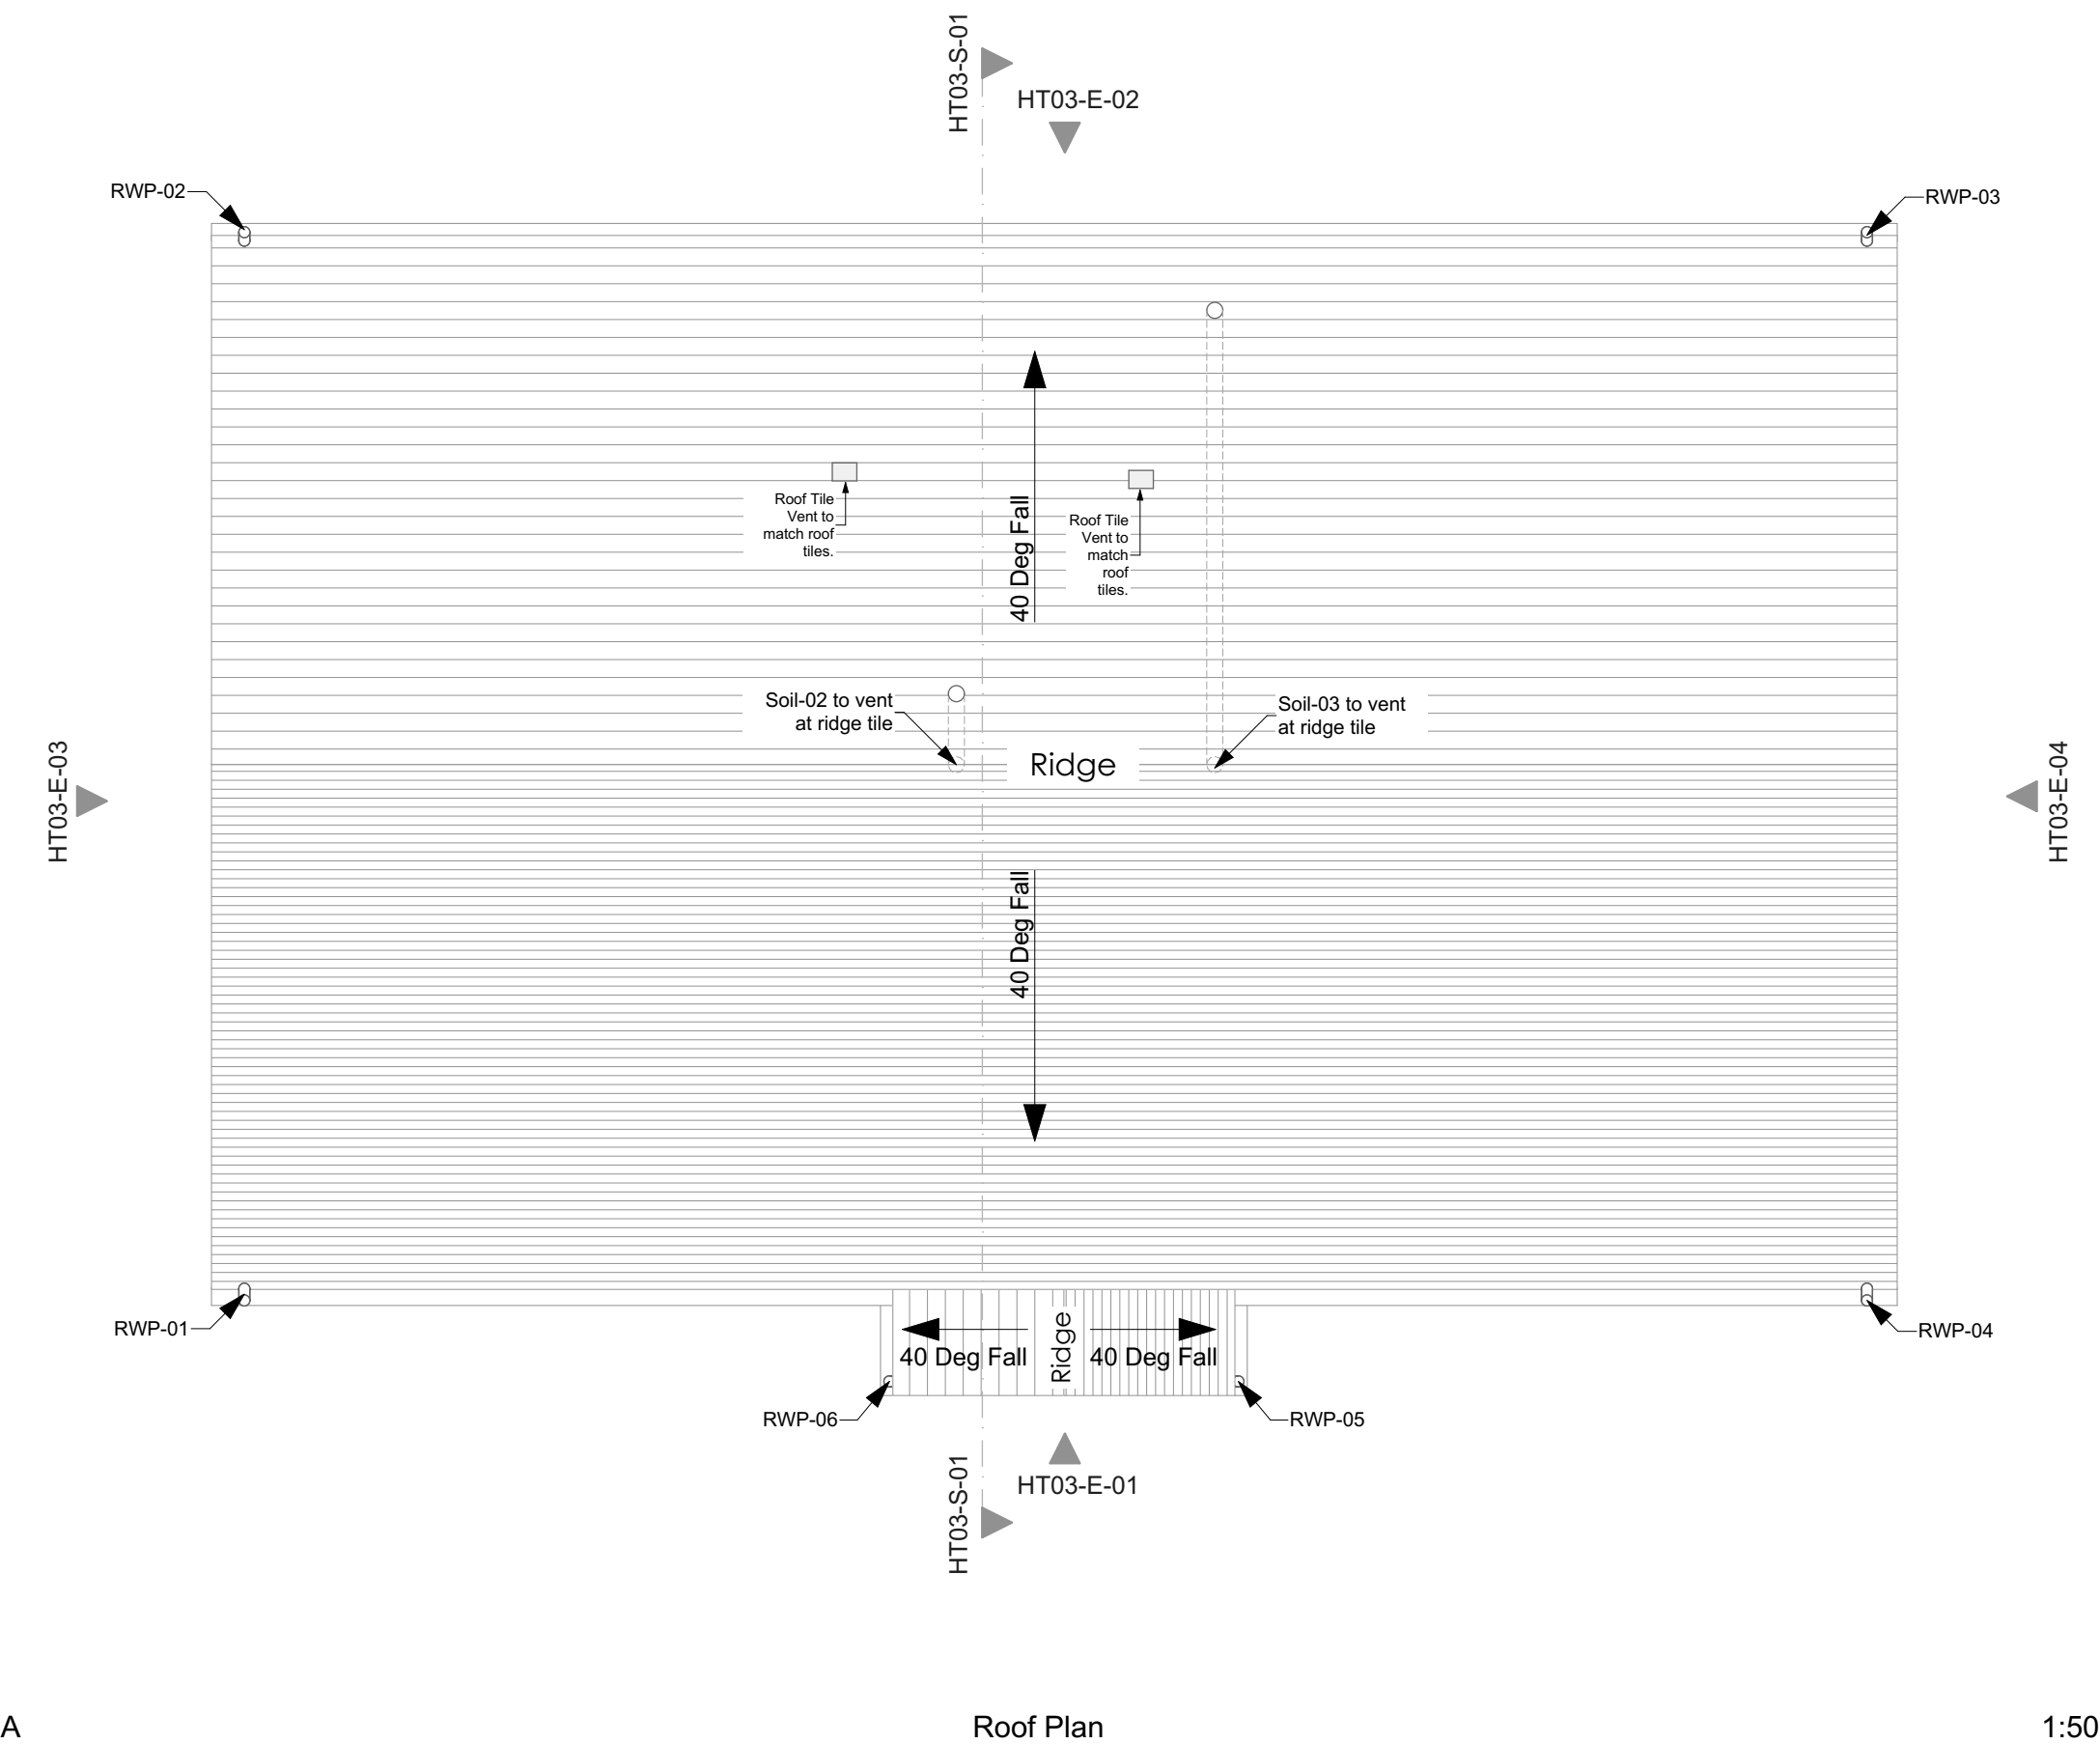 HT03-S-01
HT03-E-02
RWP-02
RWP-03
Roof Tile
Vent to
match roof
tiles.
40 Deg Fall
Roof Tile
Vent to
match
roof
tiles.
Soil-02 to vent
at ridge tile
Soil-03 to vent
at ridge tile
Ridge
HT03-E-03
HT03-E-04
40 Deg Fall
RWP-01
RWP-04
40 Deg Fall
Ridge
40 Deg Fall
RWP-06
RWP-05
HT03-S-01
HT03-E-01
A
Roof Plan
1:50